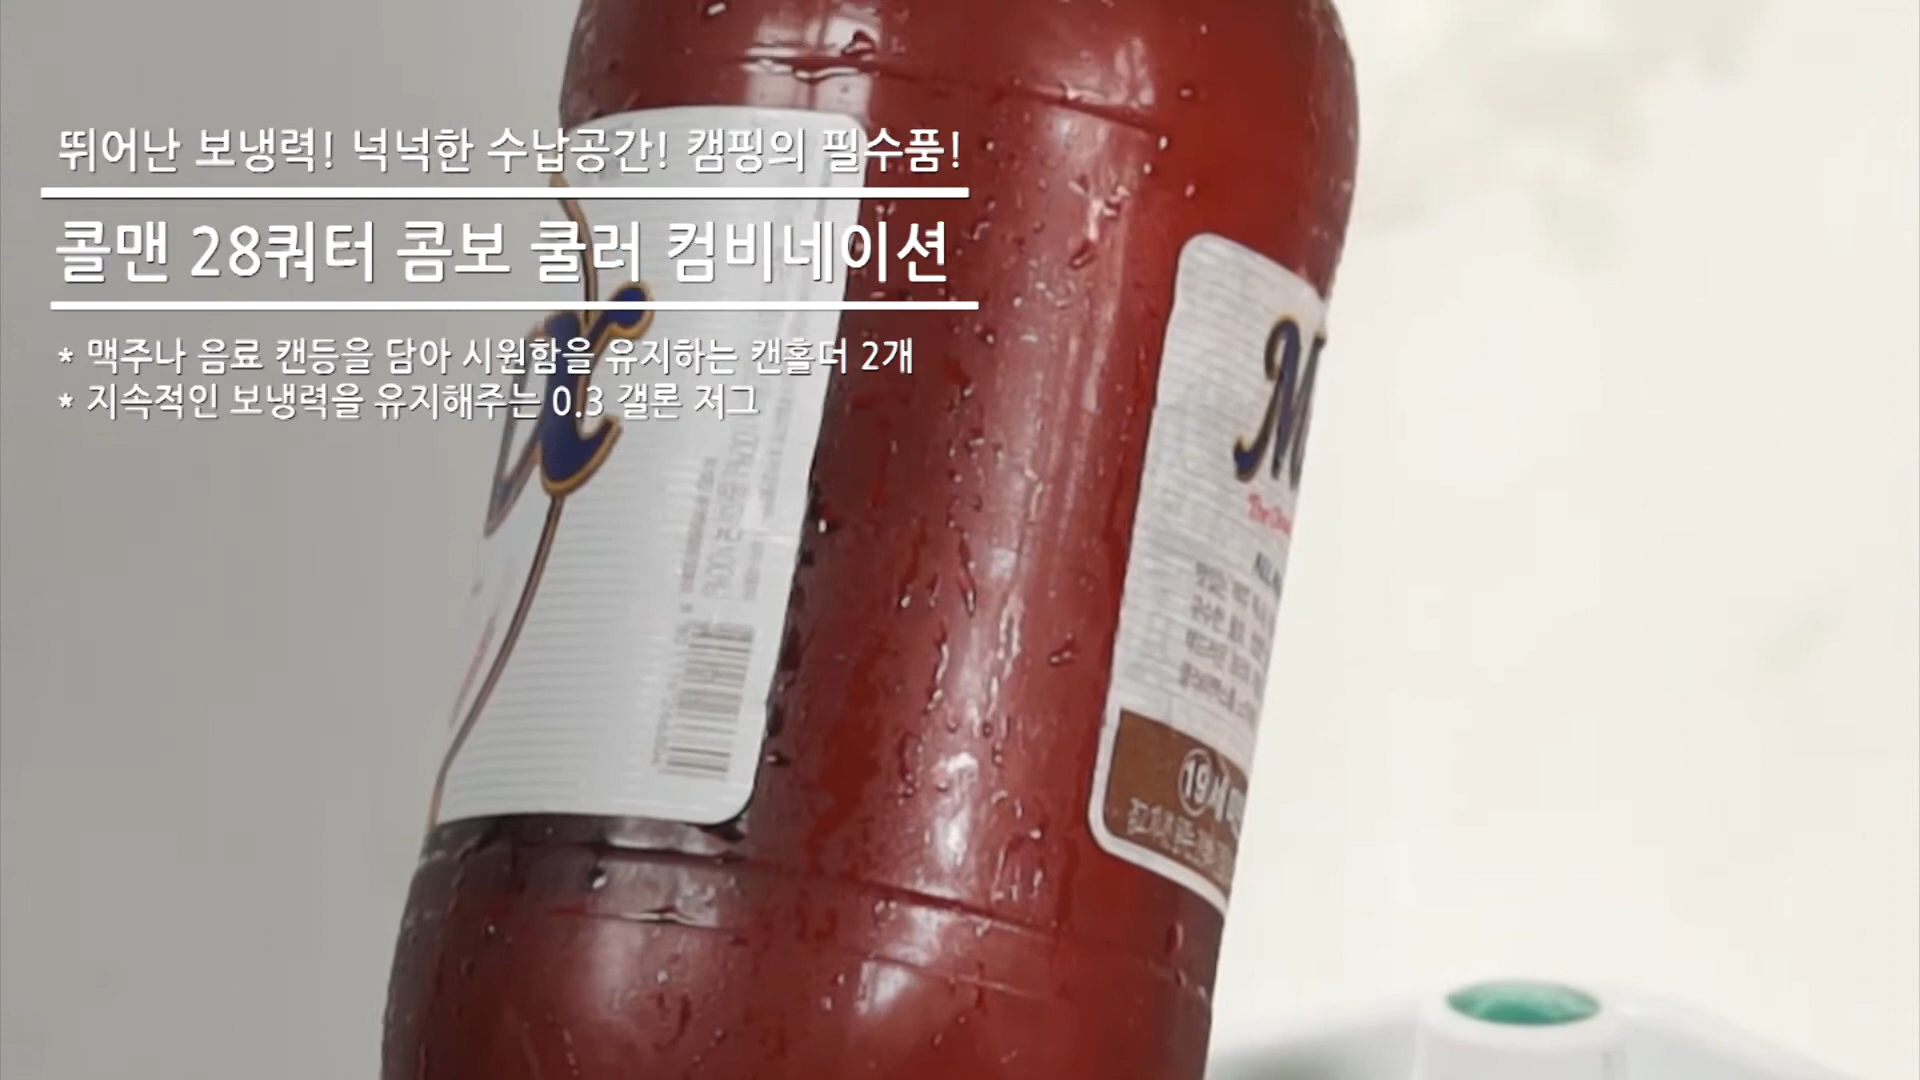 뛰어난 보냉력! 넉넉한 수납공간! 캠핑의 필수품!
콜맨 28쿼터 콤보 쿨러 컴비네이션
* 맥주나 음료 캔등을 담아 시원함을 유지하는 캔홀더 2개
* 지속적인 보냉력을 유지해주는 0.3 갤론 저그
M
19세 미